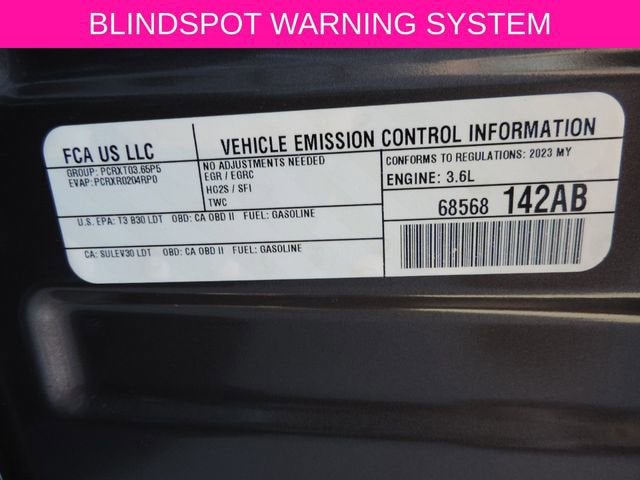 BLINDSPOT WARNING SYSTEM
FCA US LLC
GROUP: PCRXT03.65P5
EVAP: PCRXR0204RP0
VEHICLE EMISSION CONTROL INFORMATION
NO ADJUSTMENTS NEEDED
EGR / EGRC
HO2S / SFI
TWC
CONFORMS TO REGULATIONS: 2023 MY
ENGINE: 3.6L
U.S. EPA: T3 B30 LDT OBD: CA OBD II FUEL: GASOLINE
CA: SULEV30 LDT OBD: CA OBD II FUEL: GASOLINE
68568 142AB